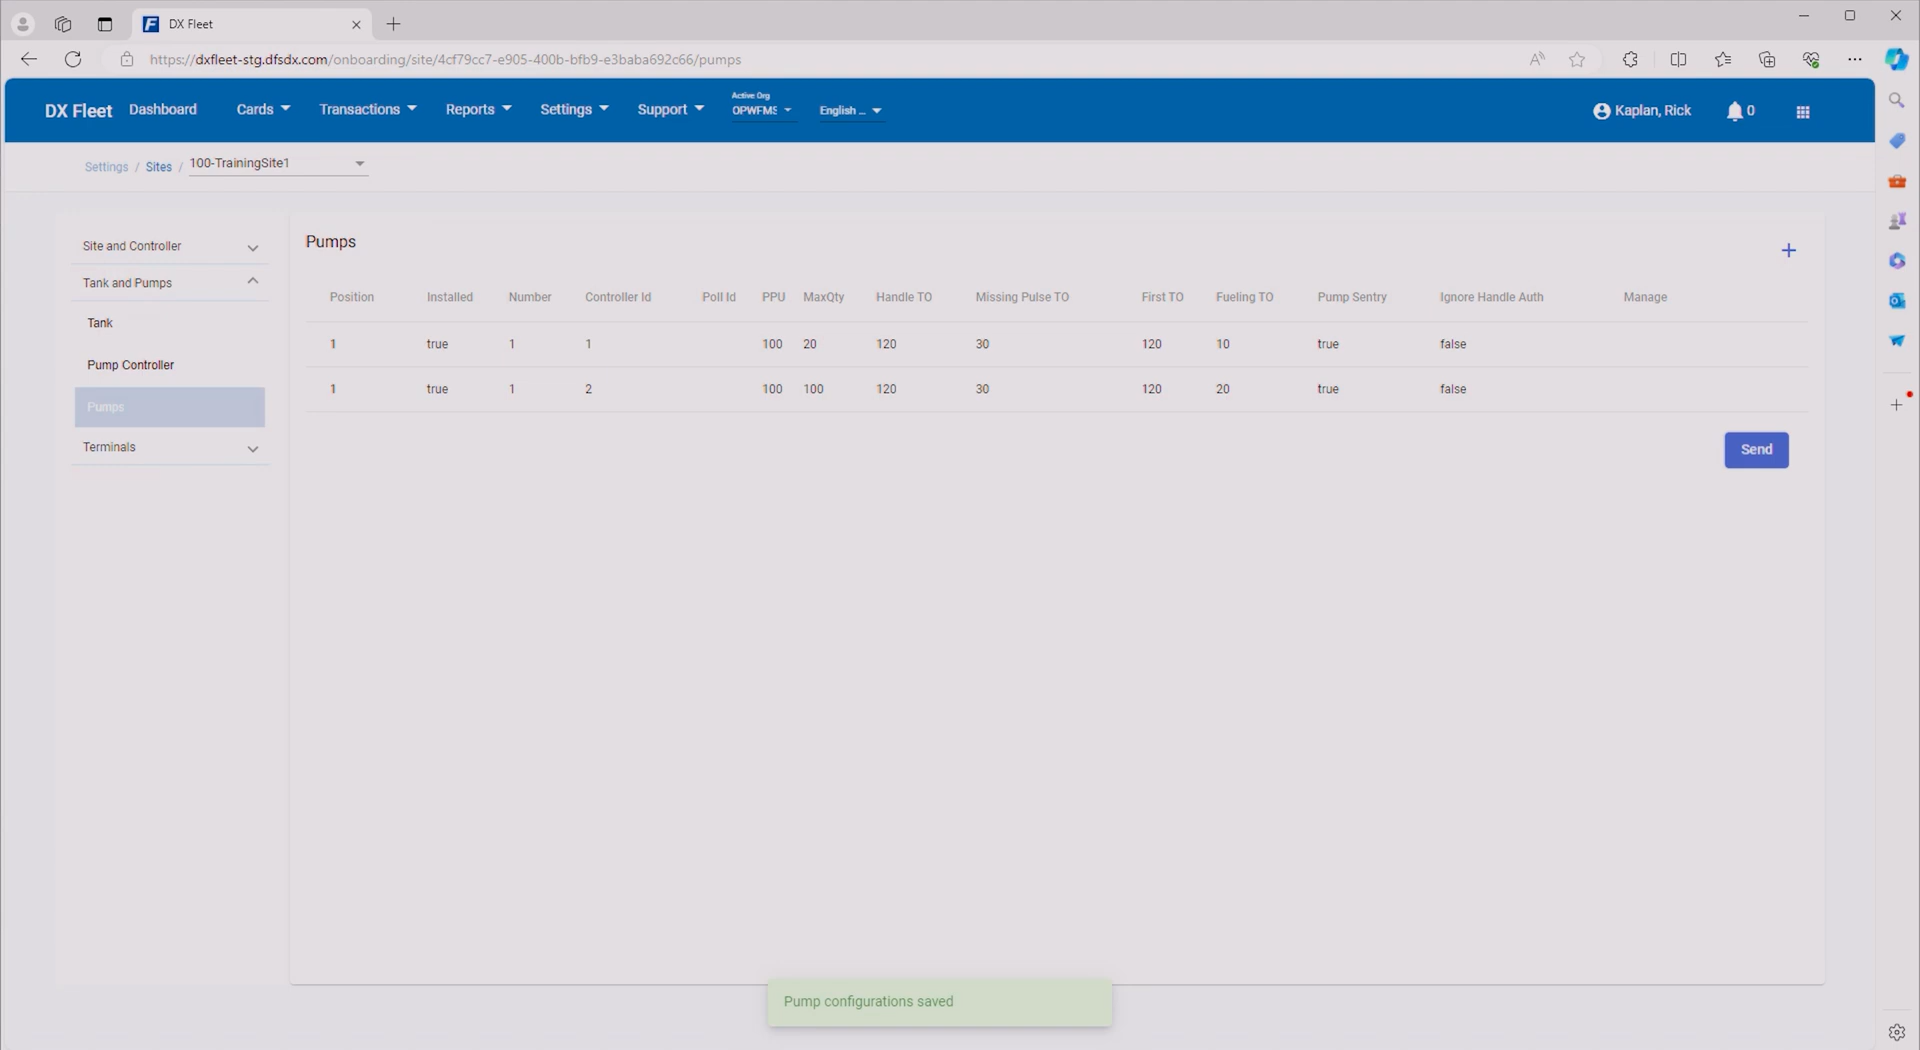 DX Fleet
https://dxfleet-stg.dfsdx.com/onboarding/site/4cf79cc7-e905-400b-bfb9-e3baba692c66/pumps
DX Fleet Dashboard Cards Transactions Reports Settings Support Active Org OPWFMS English ... Kaplan, Rick 0
Settings / Sites / 100-TrainingSite1
Site and Controller
Tank and Pumps
Tank
Pump Controller
Pumps
Terminals
Pumps
Position Installed Number Controller Id Poll Id PPU MaxQty Handle TO Missing Pulse TO First TO Fueling TO Pump Sentry Ignore Handle Auth Manage
1 true 1 1 100 20 120 30 120 10 true false
1 true 1 2 100 100 120 30 120 20 true false
Send
Pump configurations saved